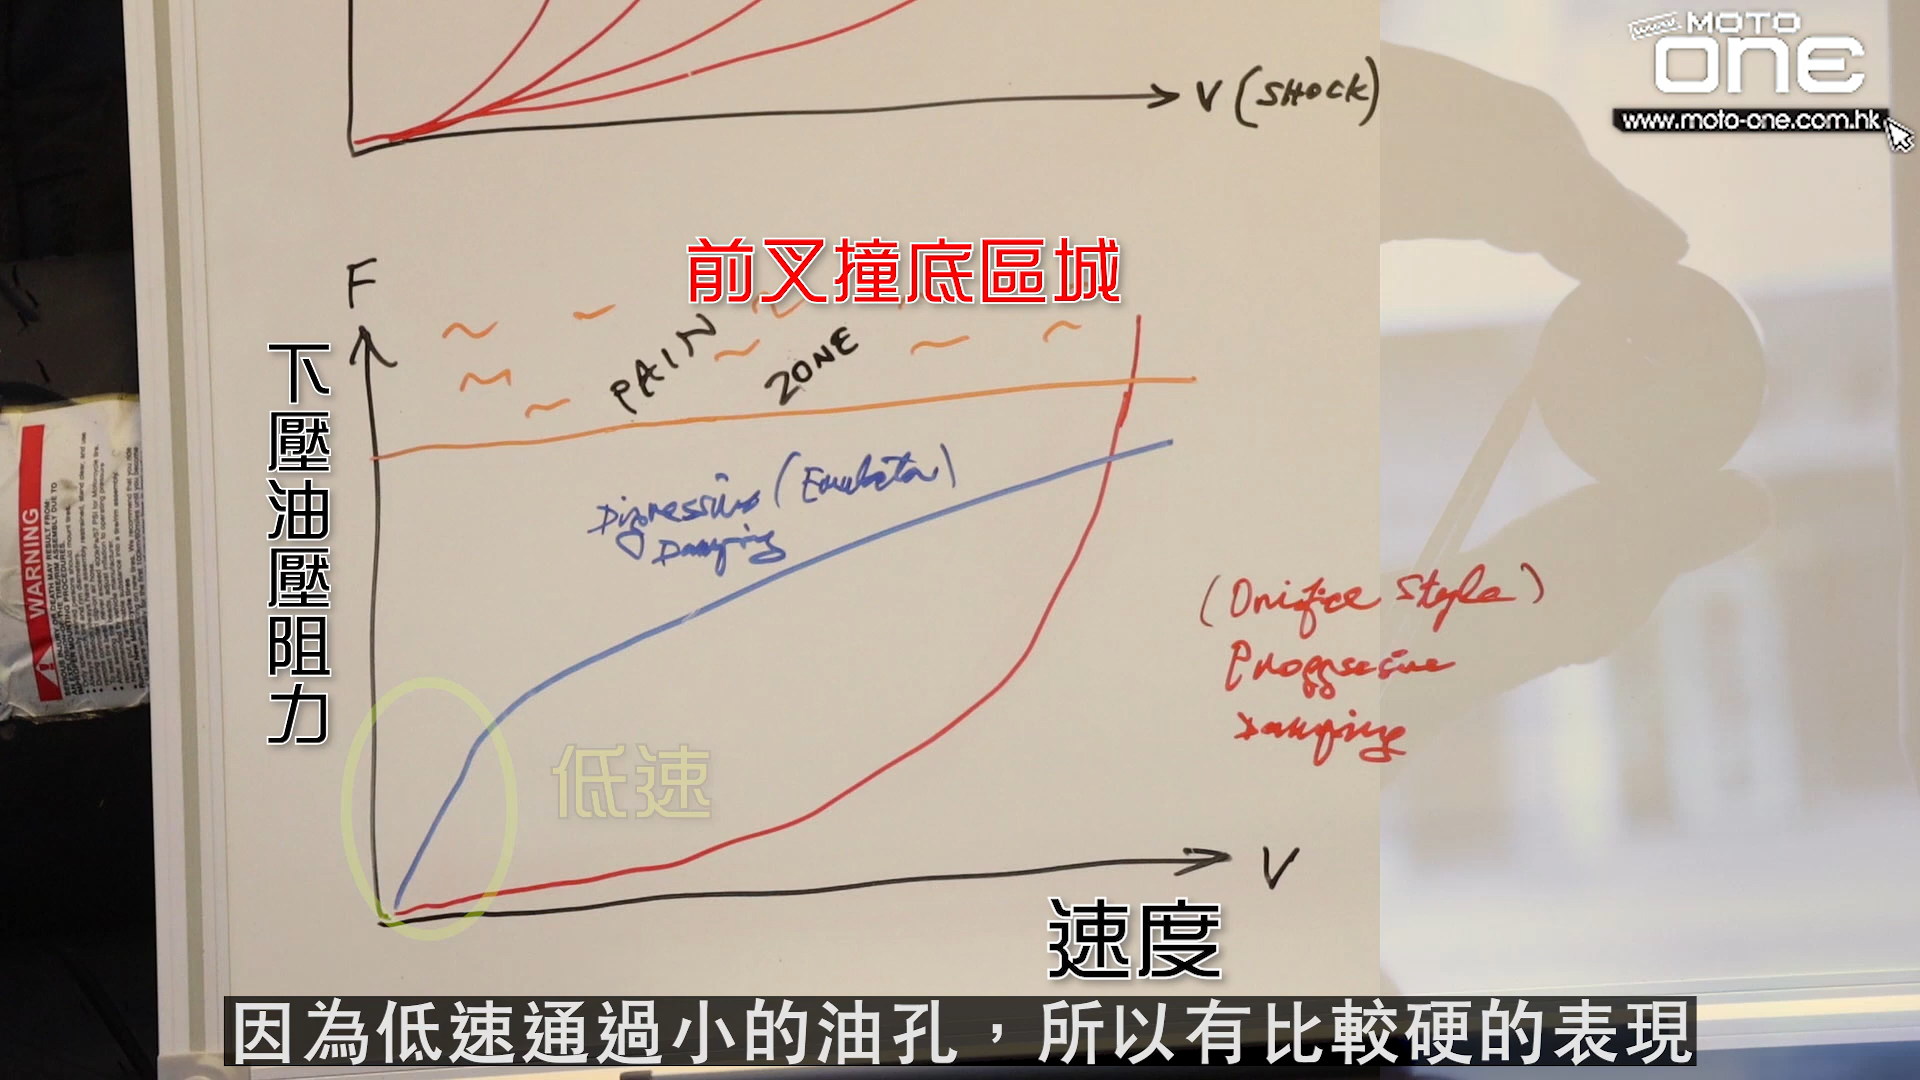 www.MOTO
one
www.moto-one.com.hk
V (SHOCK)
前叉撞底區域
F
PAIN
ZONE
下壓油壓阻力
Digressive (Emulator)
Damping
(Orifice Style)
Progressive
Damping
WARNING
低速
V
速度
因為低速通過小的油孔，所以有比較硬的表現